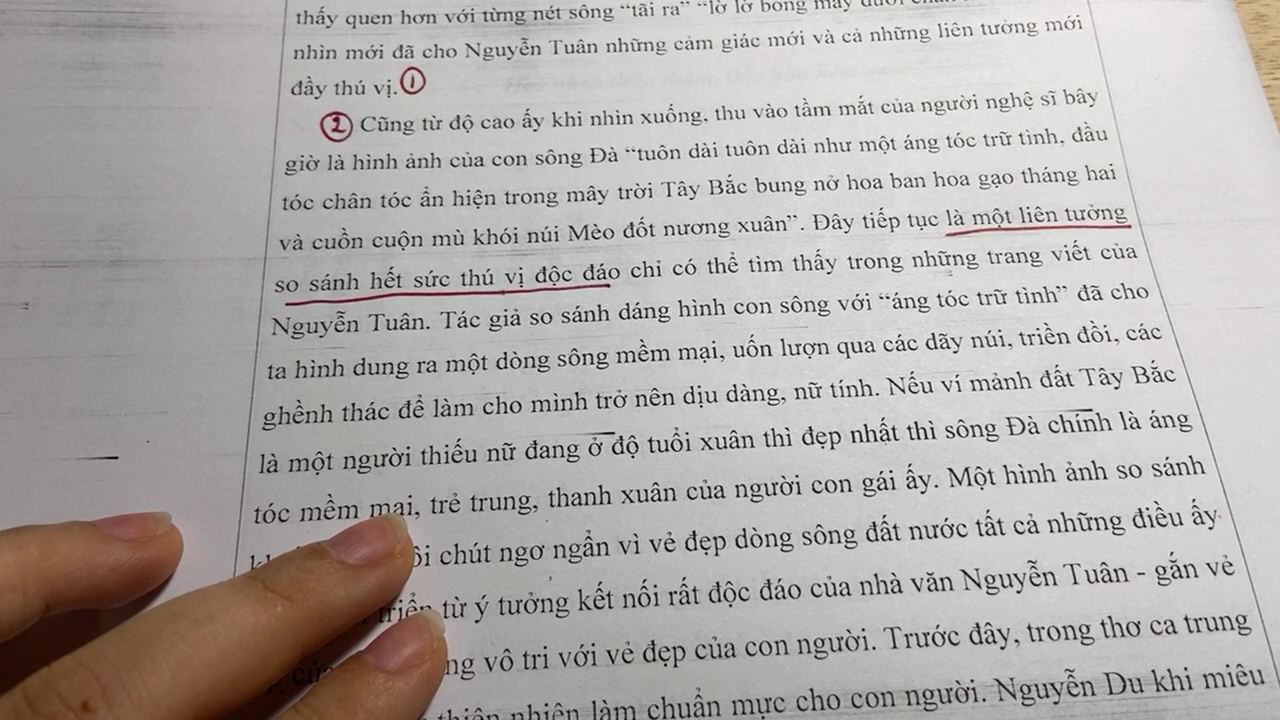 thấy quen hơn với từng nét sông “tãi ra” “lờ lờ bóng mây dưới
nhìn mới đã cho Nguyễn Tuân những cảm giác mới và cả những liên tưởng mới
đầy thú vị. 1
2 Cũng từ độ cao ấy khi nhìn xuống, thu vào tầm mắt của người nghệ sĩ bây
giờ là hình ảnh của con sông Đà “tuôn dài tuôn dài như một áng tóc trữ tình, đầu
tóc chân tóc ẩn hiện trong mây trời Tây Bắc bung nở hoa ban hoa gạo tháng hai
và cuồn cuộn mù khói núi Mèo đốt nương xuân”. Đây tiếp tục là một liên tưởng
so sánh hết sức thú vị độc đáo chỉ có thể tìm thấy trong những trang viết của
Nguyễn Tuân. Tác giả so sánh dáng hình con sông với “áng tóc trữ tình” đã cho
ta hình dung ra một dòng sông mềm mại, uốn lượn qua các dãy núi, triền đồi, các
ghềnh thác để làm cho mình trở nên dịu dàng, nữ tính. Nếu ví mảnh đất Tây Bắc
là một người thiếu nữ đang ở độ tuổi xuân thì đẹp nhất thì sông Đà chính là áng
tóc mềm mại, trẻ trung, thanh xuân của người con gái ấy. Một hình ảnh so sánh
chút ngơ ngẩn vì vẻ đẹp dòng sông đất nước tất cả những điều ấy
từ ý tưởng kết nối rất độc đáo của nhà văn Nguyễn Tuân - gắn vẻ
vô tri với vẻ đẹp của con người. Trước đây, trong thơ ca trung
thiên nhiên làm chuẩn mực cho con người. Nguyễn Du khi miêu